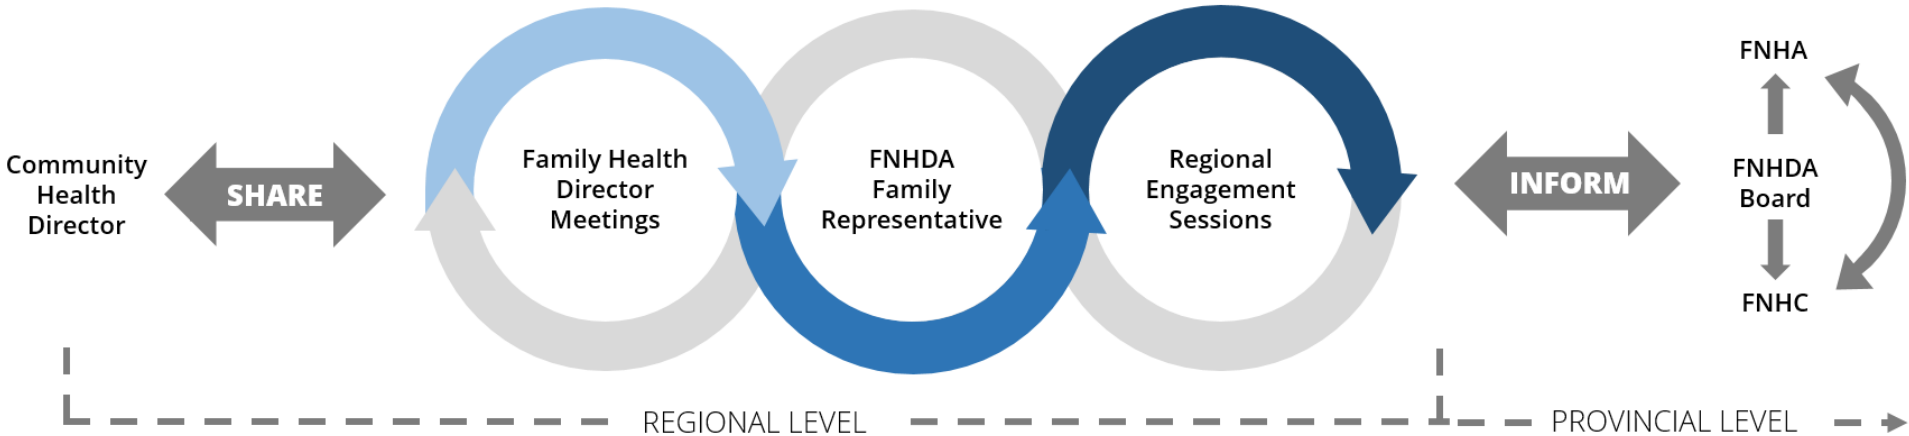 Community
Health
Director
SHARE
Family Health
Director
Meetings
FNHDA
Family
Representative
Regional
Engagement
Sessions
INFORM
FNHA
FNHDA
Board
FNHC
REGIONAL LEVEL
PROVINCIAL LEVEL